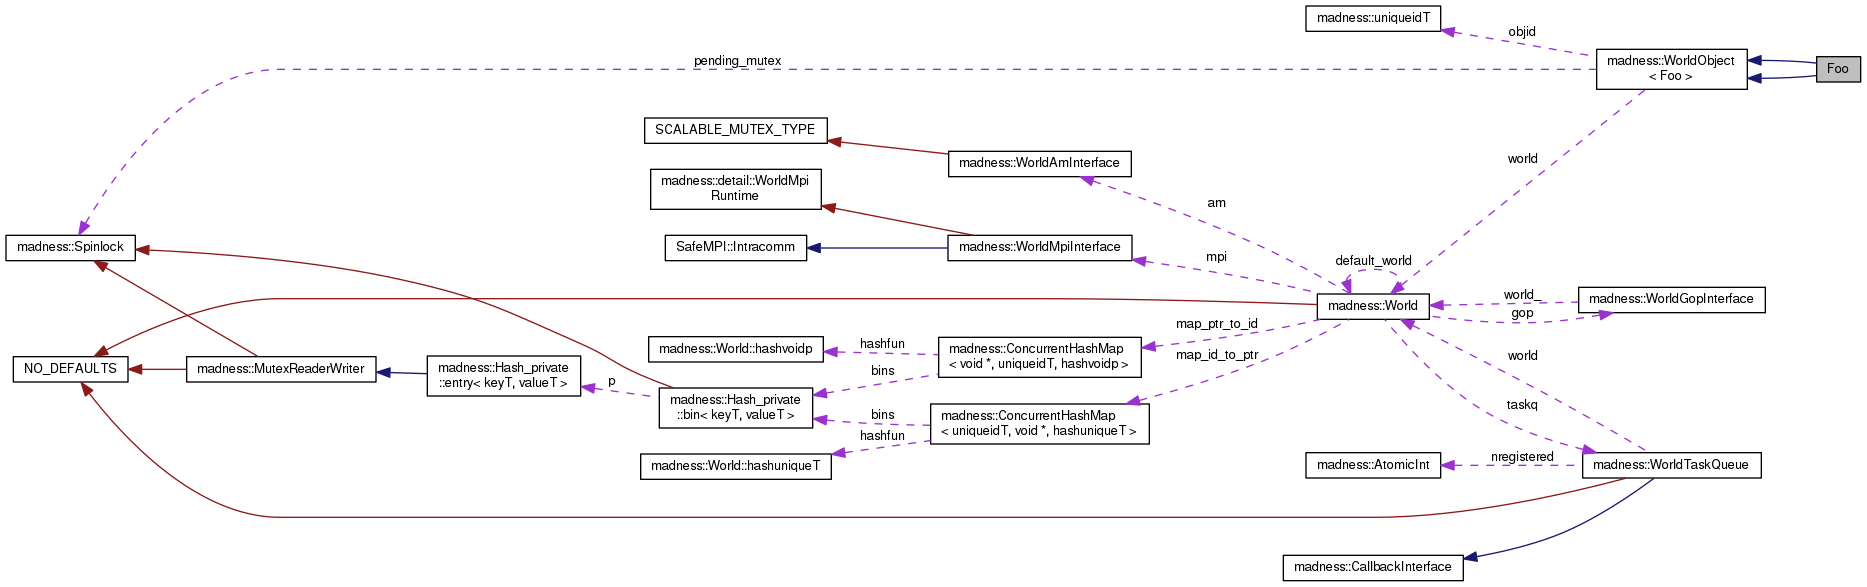 madness::uniqueidT
objid
pending_mutex
madness::WorldObject
< Foo >
Foo
SCALABLE_MUTEX_TYPE
madness::WorldAmInterface
world
madness::detail::WorldMpi
Runtime
am
madness::Spinlock
SafeMPI::Intracomm
madness::WorldMpiInterface
mpi
default_world
madness::World
world_
gop
madness::WorldGopInterface
map_ptr_to_id
madness::World::hashvoidp
hashfun
madness::ConcurrentHashMap
< void *, uniqueidT, hashvoidp >
map_id_to_ptr
world
NO_DEFAULTS
madness::MutexReaderWriter
madness::Hash_private
::entry< keyT, valueT >
p
bins
madness::Hash_private
::bin< keyT, valueT >
bins
madness::ConcurrentHashMap
< uniqueidT, void *, hashuniqueT >
taskq
hashfun
madness::World::hashuniqueT
madness::AtomicInt
nregistered
madness::WorldTaskQueue
madness::CallbackInterface